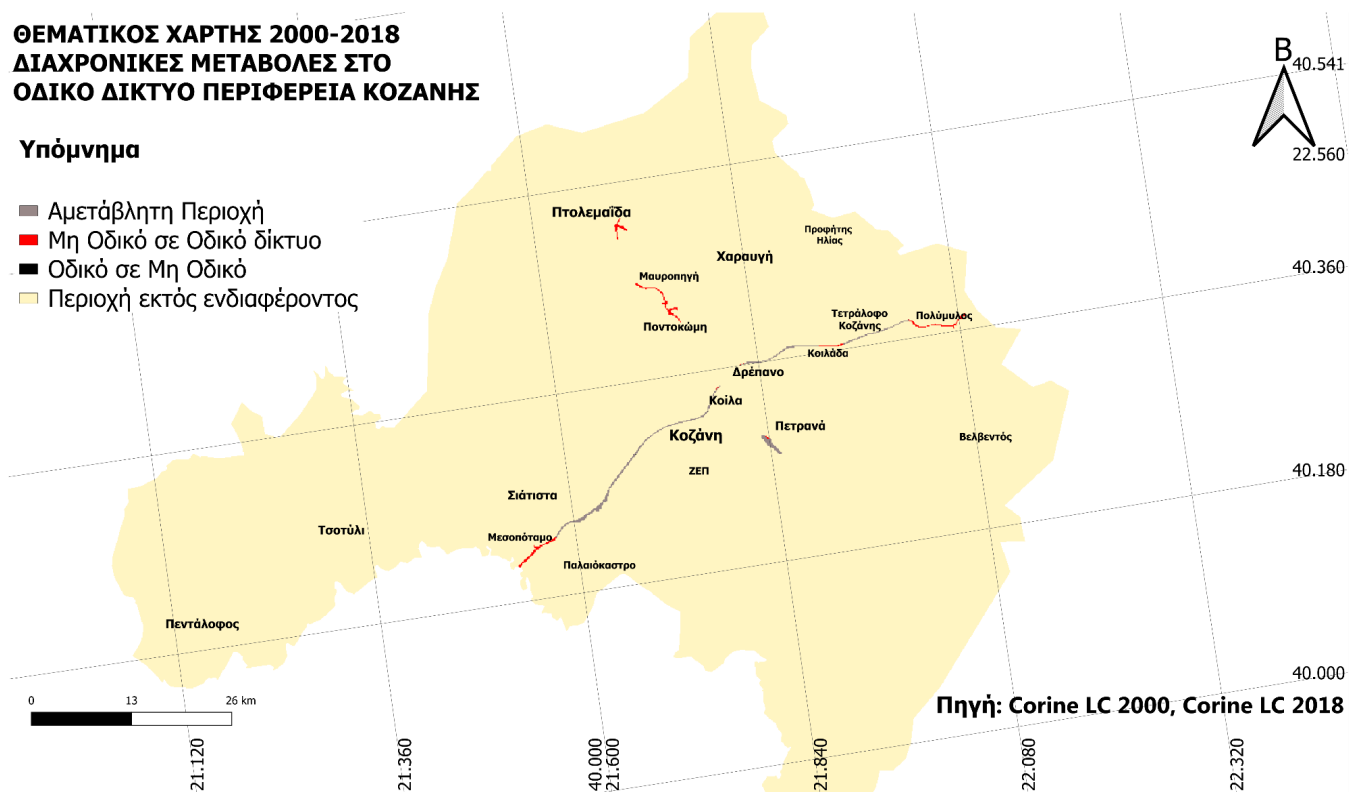 ΘΕΜΑΤΙΚΟΣ ΧΑΡΤΗΣ 2000-2018
ΔΙΑΧΡΟΝΙΚΕΣ ΜΕΤΑΒΟΛΕΣ ΣΤΟ
ΟΔΙΚΟ ΔΙΚΤΥΟ ΠΕΡΙΦΕΡΕΙΑ ΚΟΖΑΝΗΣ
Υπόμνημα
Αμετάβλητη Περιοχή
Μη Οδικό σε Οδικό δίκτυο
Οδικό σε Μη Οδικό
Περιοχή εκτός ενδιαφέροντος
Β
40.541
22.560
40.360
40.180
40.000
Πτολεμαΐδα
Προφήτης
Ηλίας
Χαραυγή
Μαυροπηγή
Ποντοκώμη
Τετράλοφο
Κοζάνης
Πολύμυλος
Κοιλάδα
Δρέπανο
Κοίλα
Κοζάνη
Πετρανά
Βελβεντός
ΖΕΠ
Σιάτιστα
Τσοτύλι
Μεσοπόταμο
Παλαιόκαστρο
Πεντάλοφος
0 13 26 km
Πηγή: Corine LC 2000, Corine LC 2018
21.120
21.360
40.000
21.600
21.840
22.080
22.320